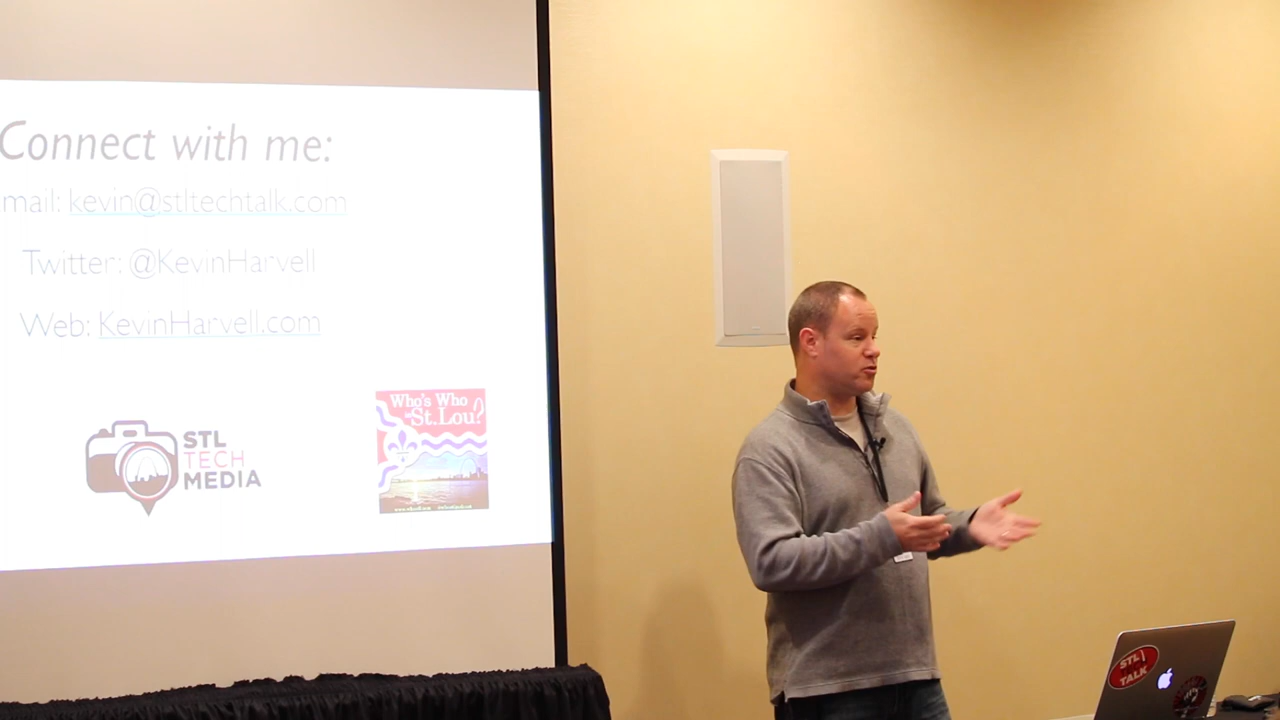 Connect with me:
mail: kevin@stltechtalk.com
Twitter: @KevinHarvell
Web: KevinHarvell.com
STL
TECH
MEDIA
Who's Who
in St.Lou?
STL
TALK